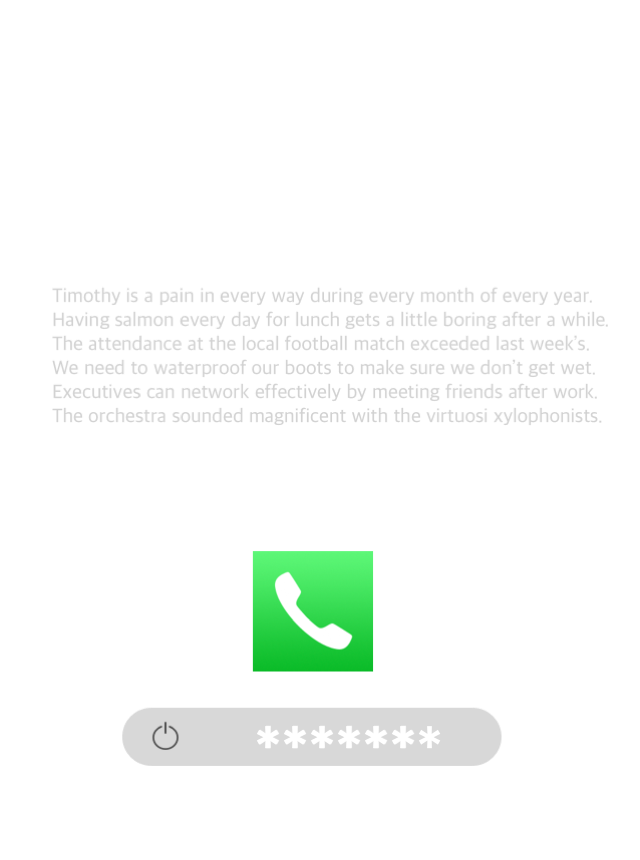 Timothy is a pain in every way during every month of every year.
Having salmon every day for lunch gets a little boring after a while.
The attendance at the local football match exceeded last week's.
We need to waterproof our boots to make sure we don't get wet.
Executives can network effectively by meeting friends after work.
The orchestra sounded magnificent with the virtuosi xylophonists.
*******